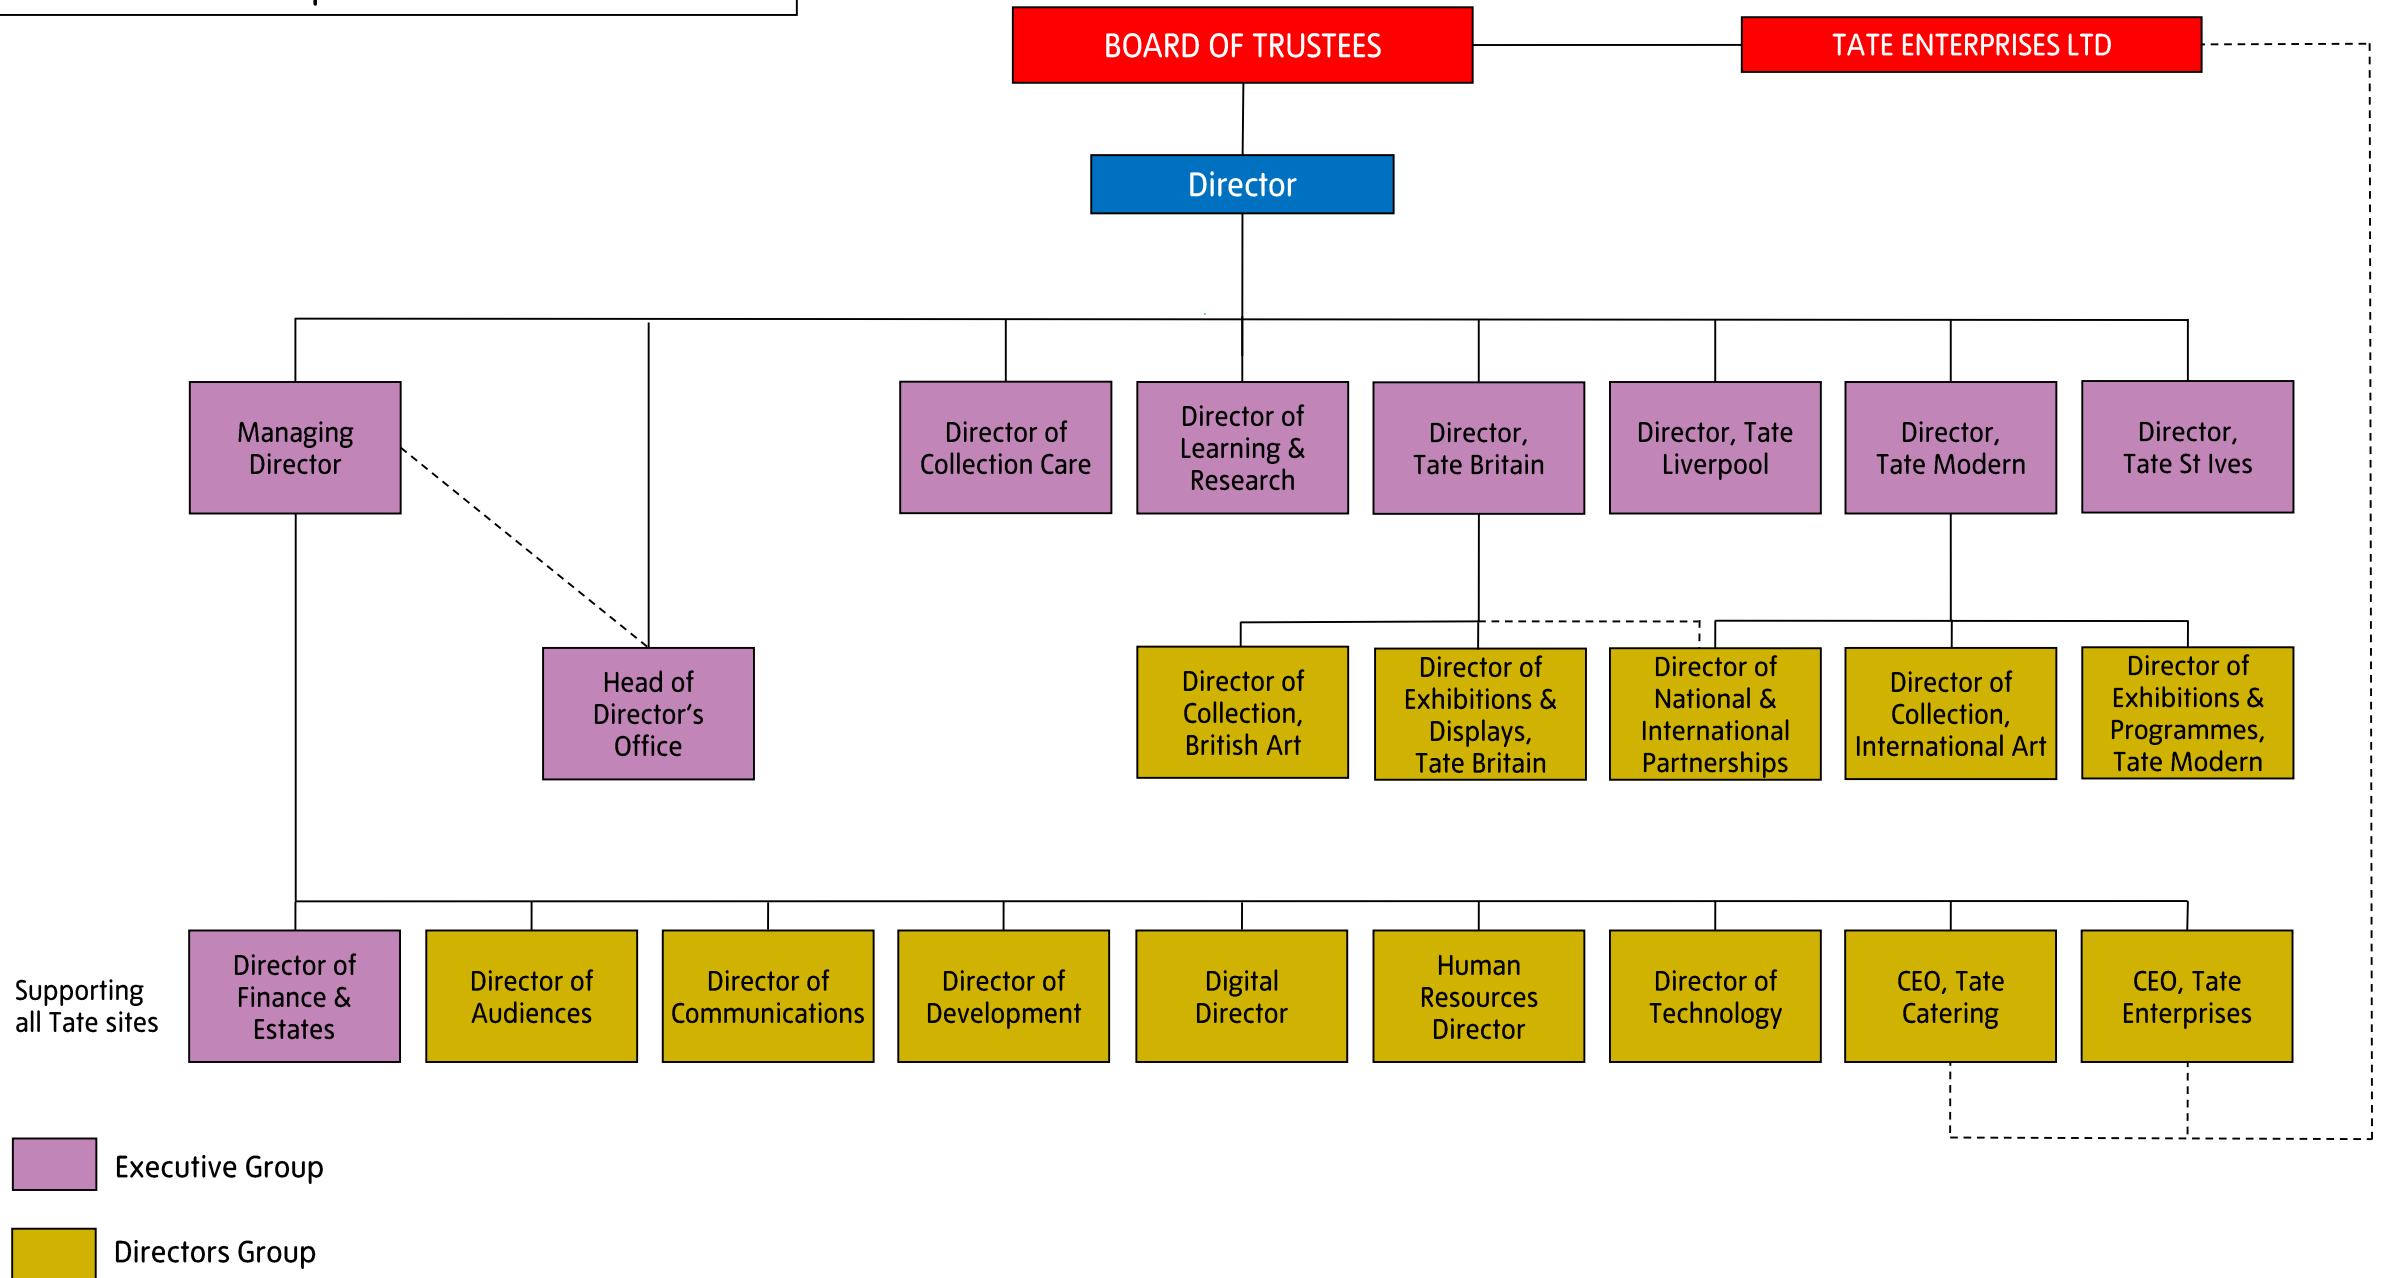 BOARD OF TRUSTEES
TATE ENTERPRISES LTD
Director
Managing
Director
Director of
Collection Care
Director of
Learning &
Research
Director,
Tate Britain
Director, Tate
Liverpool
Director,
Tate Modern
Director,
Tate St Ives
Head of
Director’s
Office
Director of
Collection,
British Art
Director of
Exhibitions &
Displays,
Tate Britain
Director of
National &
International
Partnerships
Director of
Collection,
International Art
Director of
Exhibitions &
Programmes,
Tate Modern
Supporting
all Tate sites
Director of
Finance &
Estates
Director of
Audiences
Director of
Communications
Director of
Development
Digital
Director
Human
Resources
Director
Director of
Technology
CEO, Tate
Catering
CEO, Tate
Enterprises
Executive Group
Directors Group